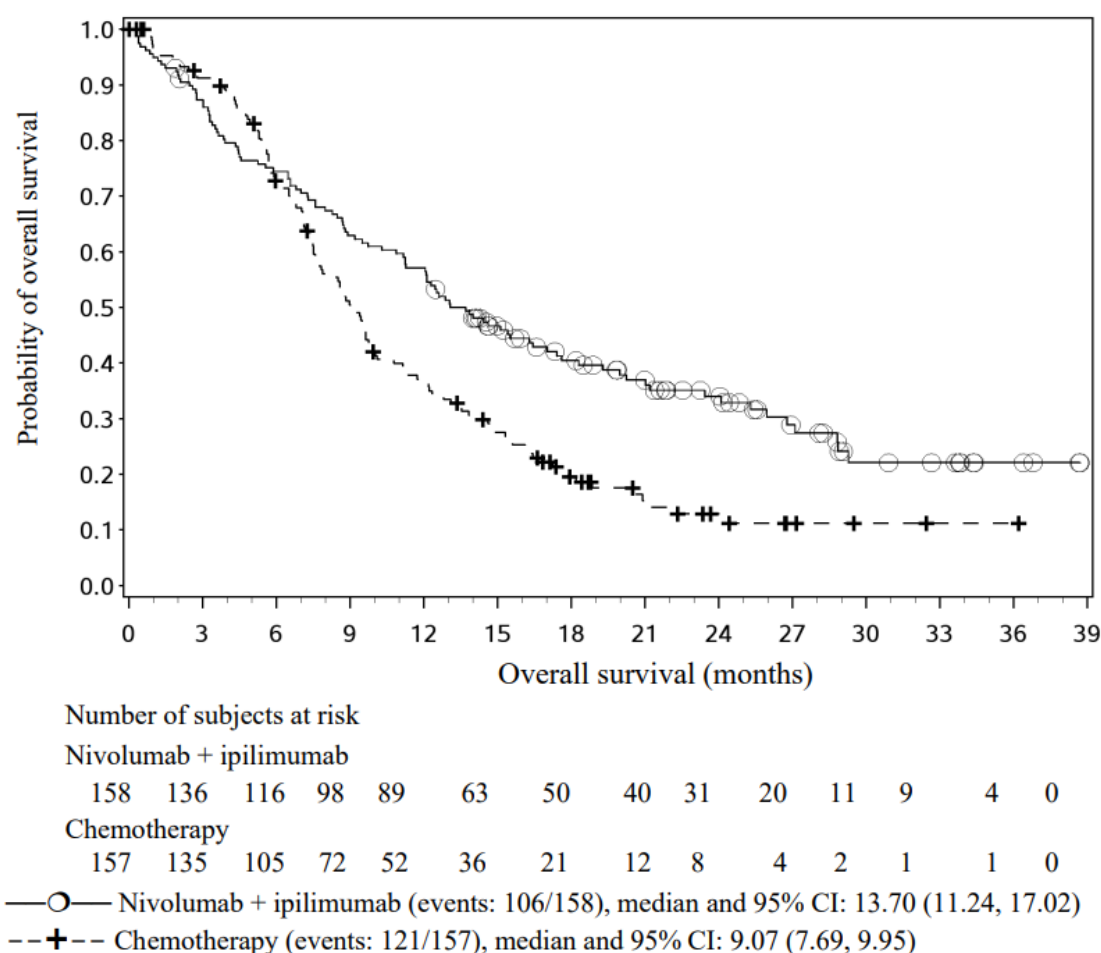 Probability of overall survival
1.0
0.9
0.8
0.7
0.6
0.5
0.4
0.3
0.2
0.1
0.0
0 3 6 9 12 15 18 21 24 27 30 33 36 39
Overall survival (months)
Number of subjects at risk
Nivolumab + ipilimumab
158 136 116 98 89 63 50 40 31 20 11 9 4 0
Chemotherapy
157 135 105 72 52 36 21 12 8 4 2 1 1 0
Nivolumab + ipilimumab (events: 106/158), median and 95% CI: 13.70 (11.24, 17.02)
Chemotherapy (events: 121/157), median and 95% CI: 9.07 (7.69, 9.95)